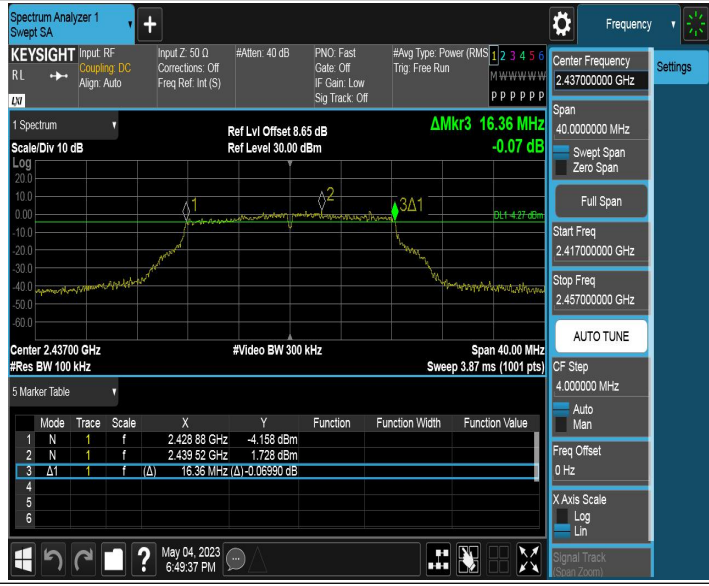 Spectrum Analyzer 1
Swept SA
+
Frequency
KEYSIGHT
RL
LXI
Input: RF
Coupling: DC
Align: Auto
Input Z: 50 Ω
Corrections: Off
Freq Ref: Int (S)
#Atten: 40 dB
PNO: Fast
Gate: Off
IF Gain: Low
Sig Track: Off
#Avg Type: Power (RMS
Trig: Free Run
1 2 3 4 5 6
M W W W W W
P P P P P P
Settings
Center Frequency
2.437000000 GHz
Span
40.0000000 MHz
Swept Span
Zero Span
Full Span
Start Freq
2.417000000 GHz
Stop Freq
2.457000000 GHz
AUTO TUNE
CF Step
4.000000 MHz
Auto
Man
Freq Offset
0 Hz
X Axis Scale
Log
Lin
Signal Track
(Span Zoom)
1 Spectrum
Scale/Div 10 dB
Ref Lvl Offset 8.65 dB
Ref Level 30.00 dBm
ΔMkr3 16.36 MHz
-0.07 dB
Log
20.0
10.0
0.00
-10.0
-20.0
-30.0
-40.0
-50.0
-60.0
1
2
3Δ1
DL1 -4.27 dBm
Center 2.43700 GHz
#Video BW 300 kHz
Span 40.00 MHz
#Res BW 100 kHz
Sweep 3.87 ms (1001 pts)
5 Marker Table
Mode Trace Scale X Y Function Function Width Function Value
1 N 1 f 2.428 88 GHz -4.158 dBm
2 N 1 f 2.439 52 GHz 1.728 dBm
3 Δ1 1 f (Δ) 16.36 MHz (Δ) -0.06990 dB
4
5
6
?
May 04, 2023
6:49:37 PM